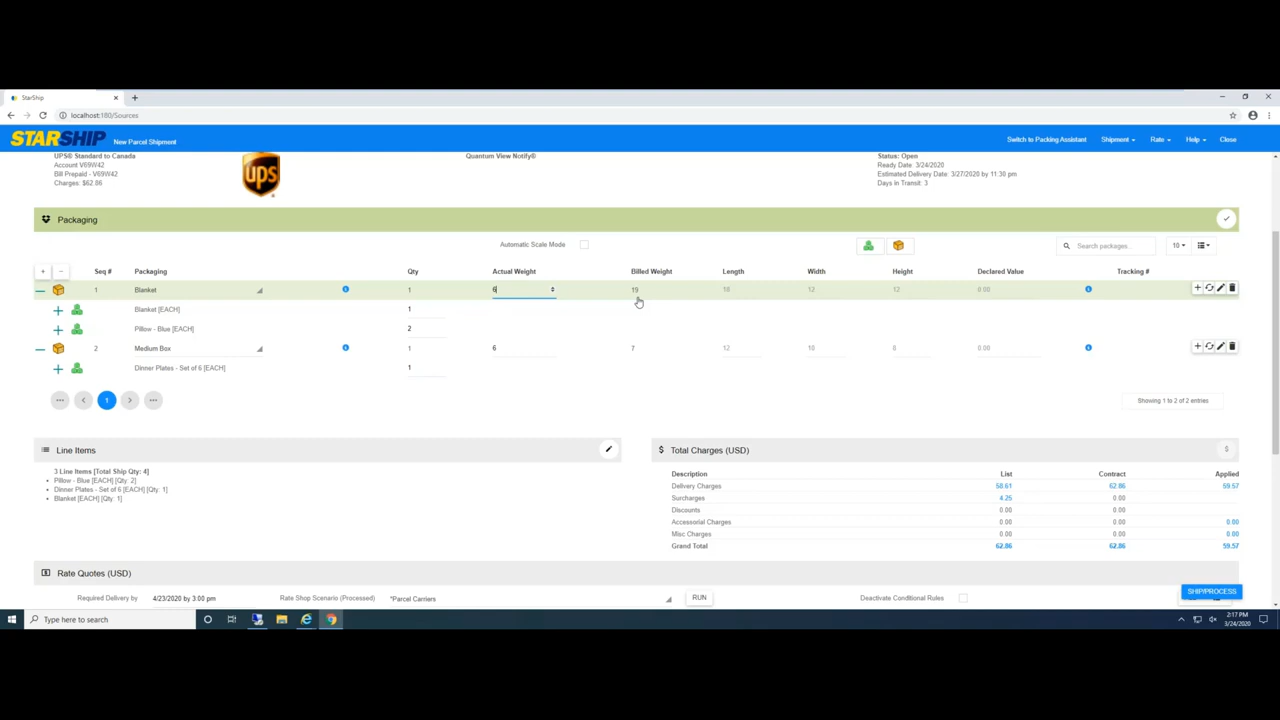 StarShip
localhost:180/Sources
STARSHIP New Parcel Shipment Switch to Packing Assistant Shipment Rate Help Close
UPS® Standard to Canada Quantum View Notify® Status: Open
Account V69W42 Ready Date: 3/24/2020
Bill Prepaid - V69W42 Estimated Delivery Date: 3/27/2020 by 11:30 pm
Charges: $62.86 Days in Transit: 3
ups
Packaging
Automatic Scale Mode Search packages.. 10
+ - Seq # Packaging Qty Actual Weight Billed Weight Length Width Height Declared Value Tracking #
1 Blanket 1 6 19 18 12 12 0.00
Blanket [EACH] 1
Pillow - Blue [EACH] 2
2 Medium Box 1 6 7 12 10 8 0.00
Dinner Plates - Set of 6 [EACH] 1
... < 1 > ... Showing 1 to 2 of 2 entries
Line Items $ Total Charges (USD) $
3 Line Items [Total Ship Qty: 4]
Pillow - Blue [EACH] [Qty: 2]
Dinner Plates - Set of 6 [EACH] [Qty: 1]
Blanket [EACH] [Qty: 1]
Description List Contract Applied
Delivery Charges 58.61 62.86 59.57
Surcharges 4.25 0.00
Discounts 0.00 0.00
Accessorial Charges 0.00 0.00 0.00
Misc Charges 0.00 0.00 0.00
Grand Total 62.86 62.86 59.57
Rate Quotes (USD)
SHIP/PROCESS
Required Delivery by 4/23/2020 by 3:00 pm Rate Shop Scenario (Processed) *Parcel Carriers RUN Deactivate Conditional Rules
Type here to search
2:17 PM
3/24/2020